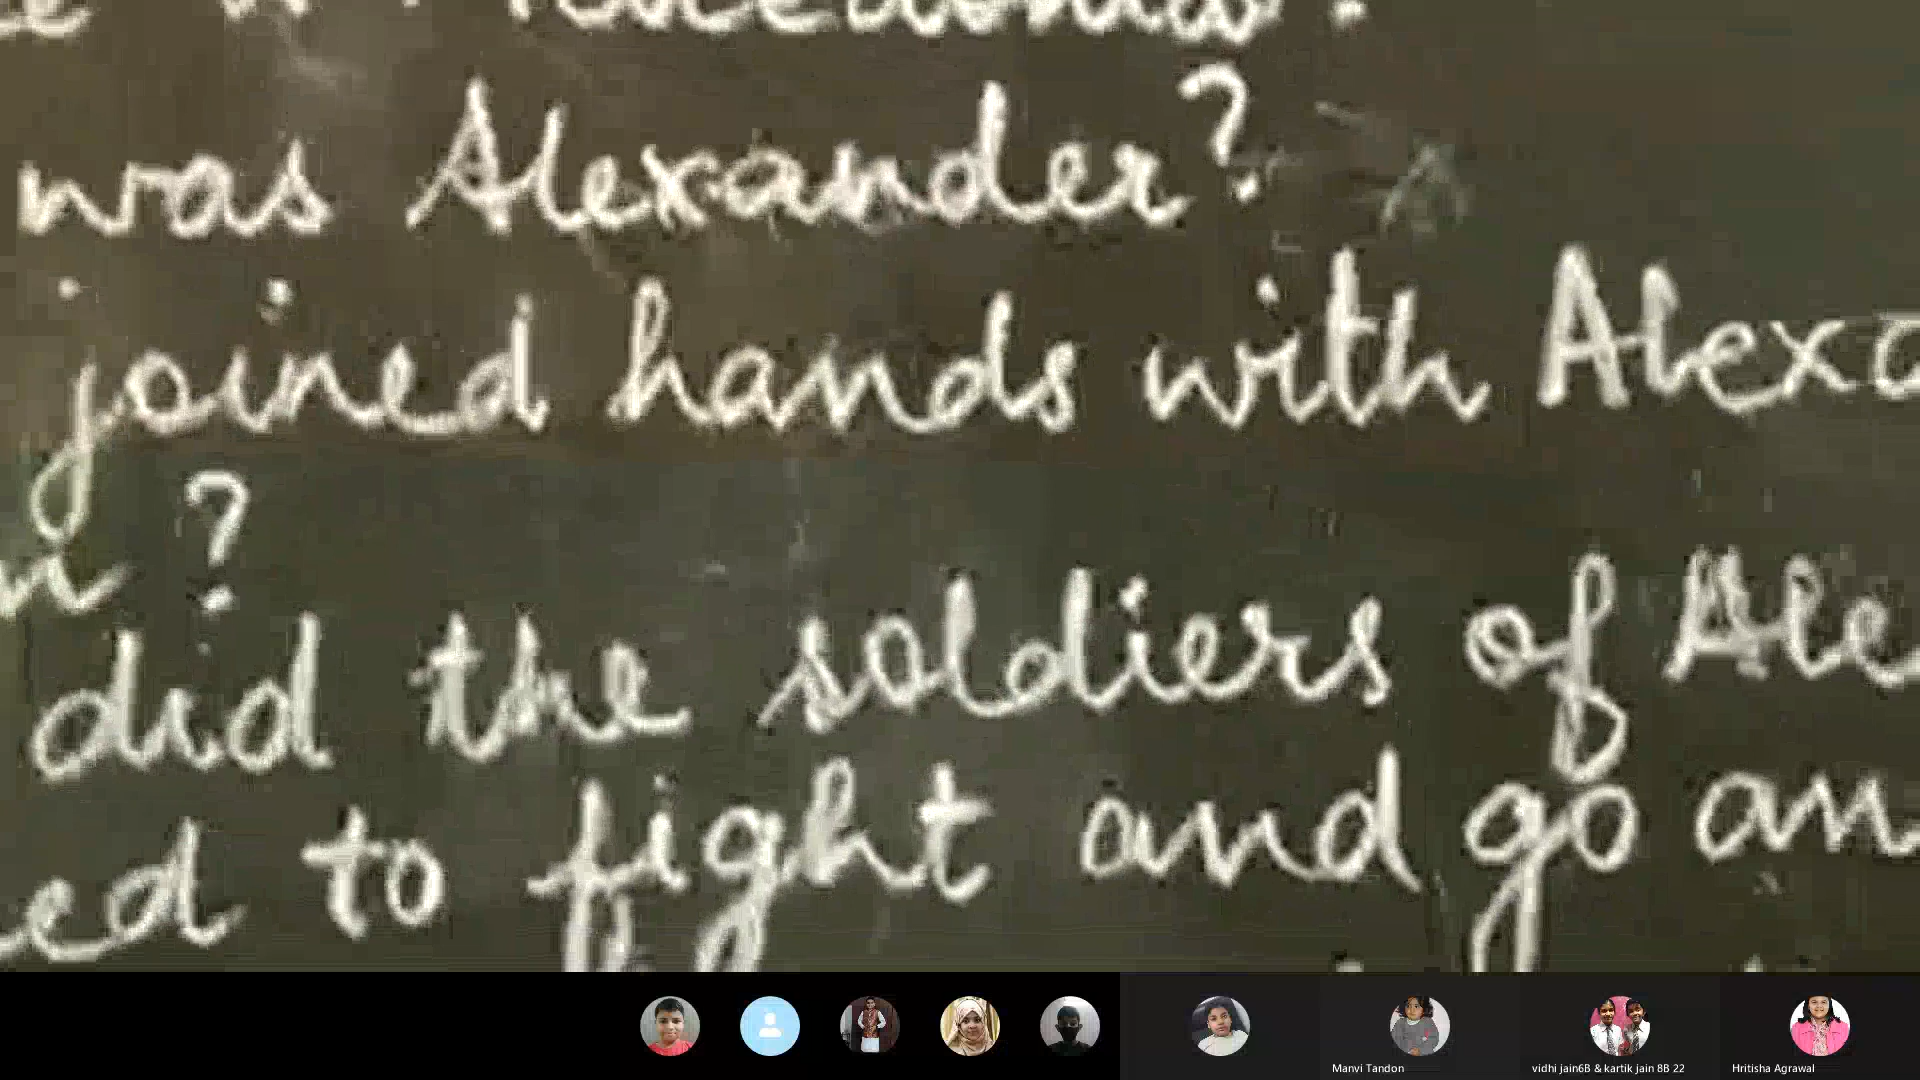 was Alexander?
joined hands with Alexa
?
did the soldiers of Ale
ed to fight and go an
Manvi Tandon
vidhi jain6B & kartik jain 8B 22
Hritisha Agrawal